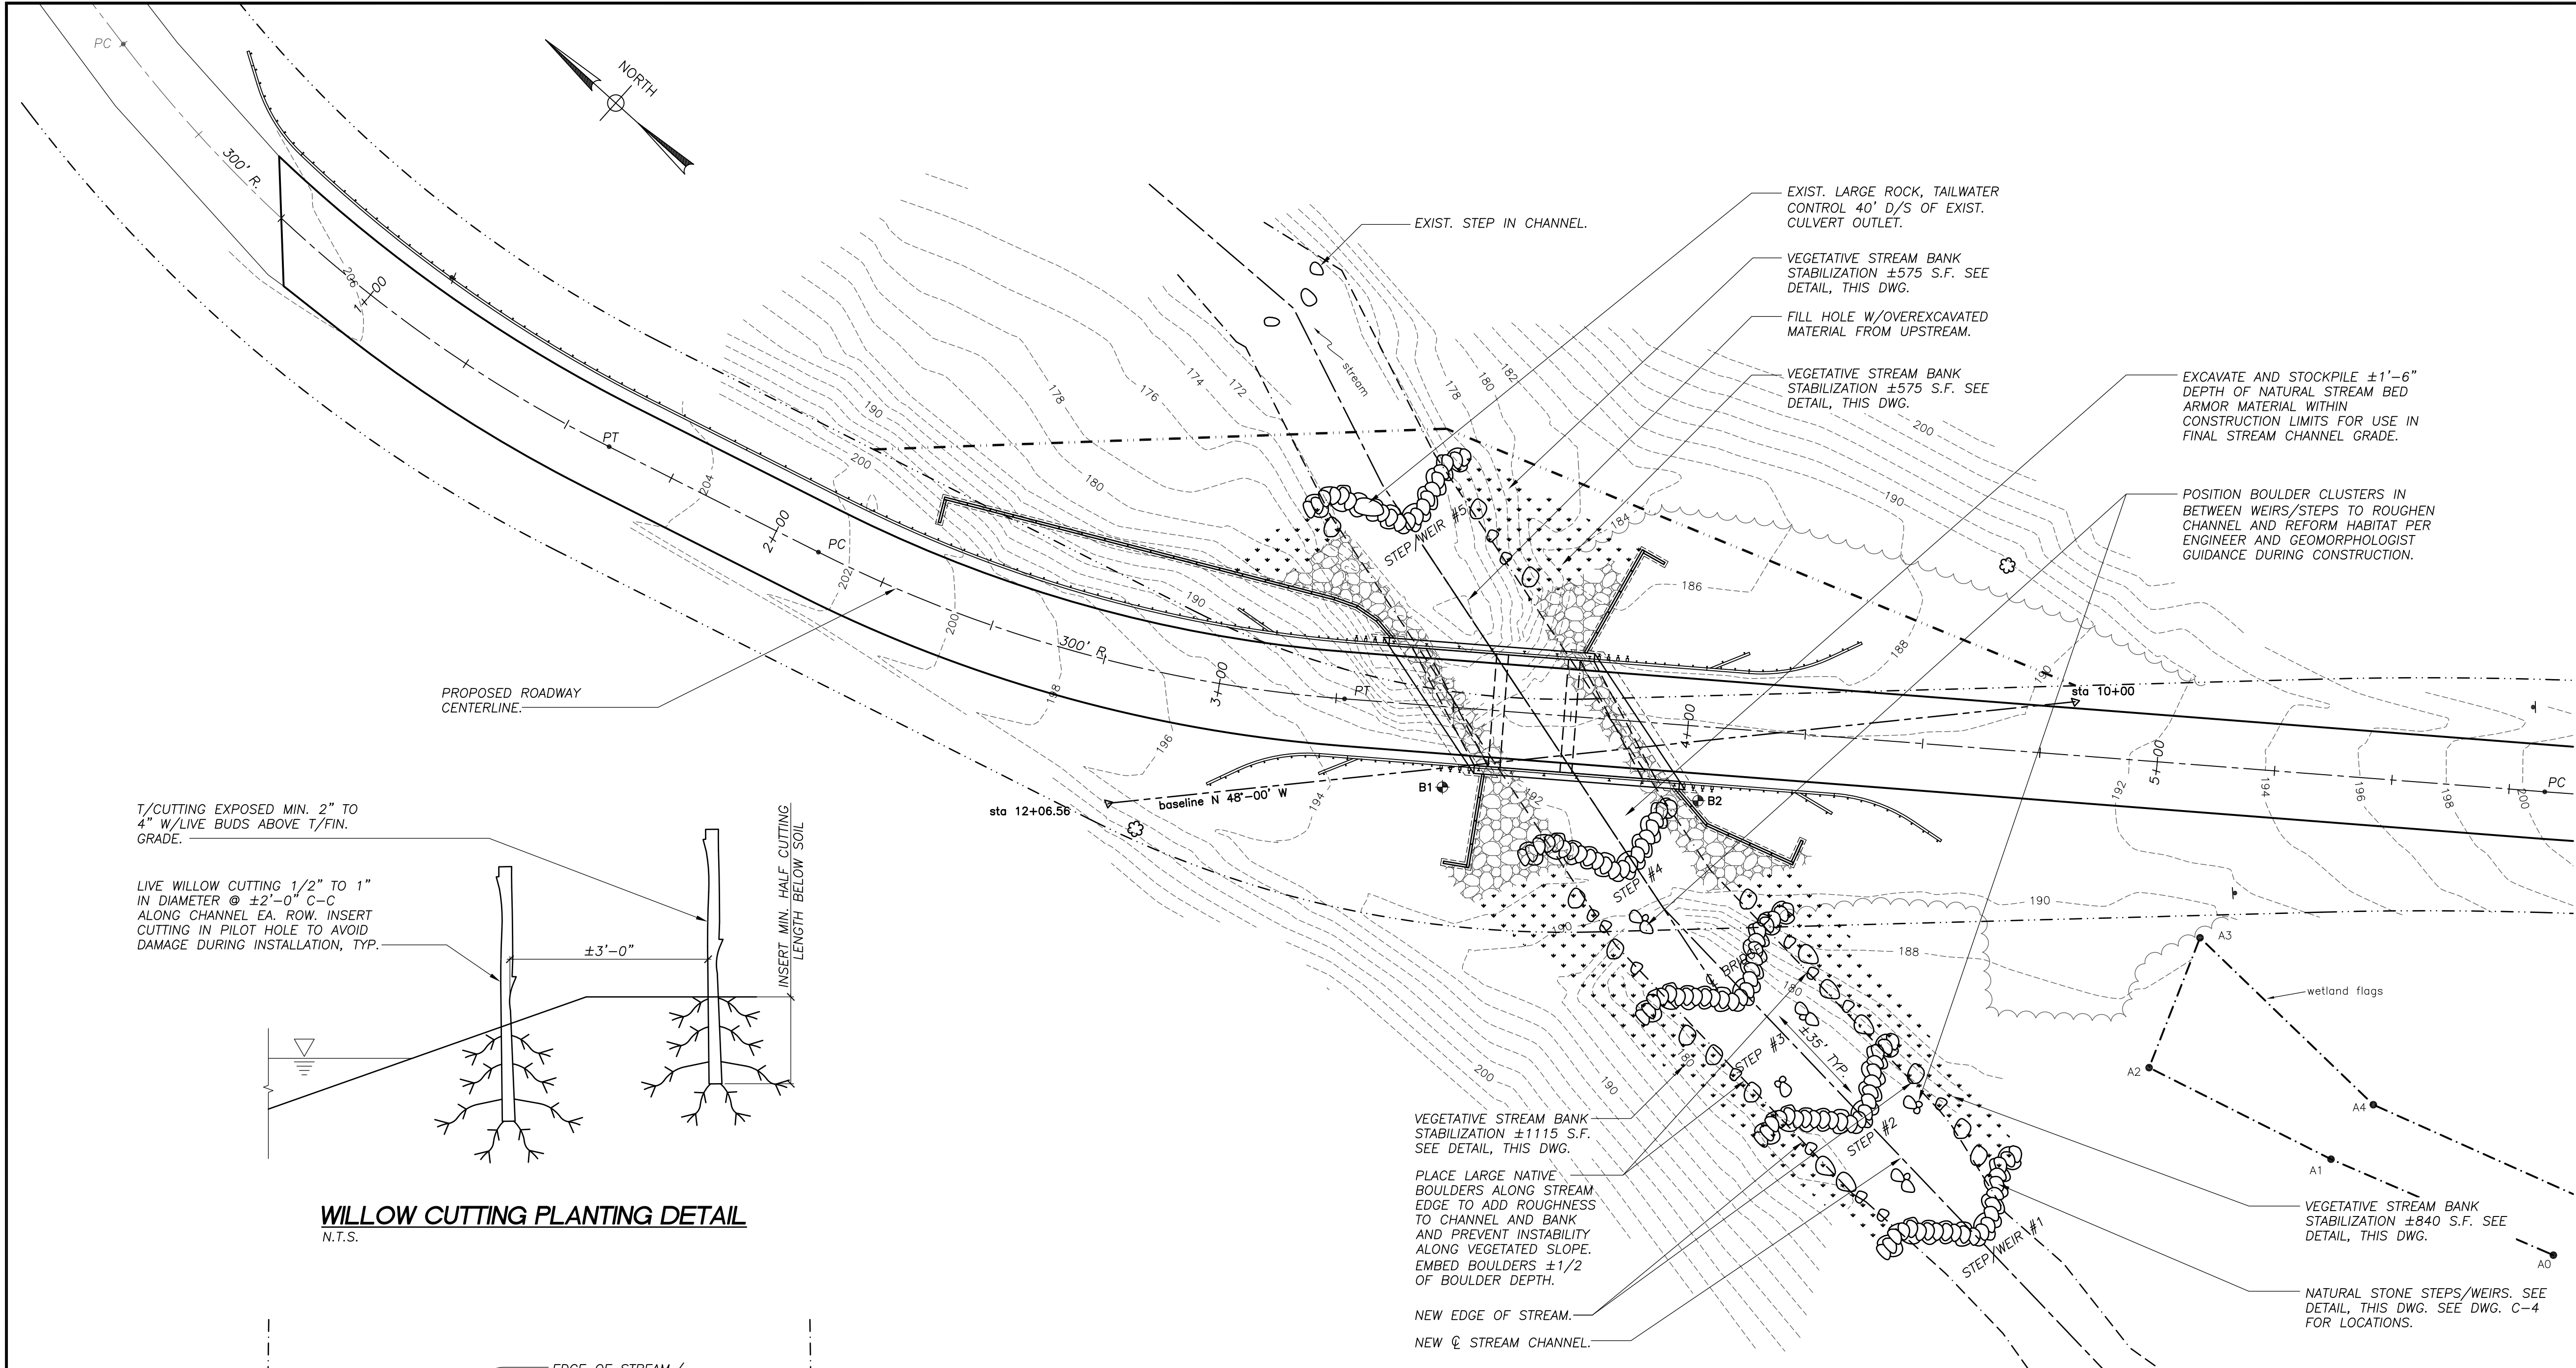 PC
NORTH
300' R.
206
1+00
EXIST. STEP IN CHANNEL.
EXIST. LARGE ROCK, TAILWATER
CONTROL 40' D/S OF EXIST.
CULVERT OUTLET.
VEGETATIVE STREAM BANK
STABILIZATION ±575 S.F. SEE
DETAIL, THIS DWG.
FILL HOLE W/OVEREXCAVATED
MATERIAL FROM UPSTREAM.
VEGETATIVE STREAM BANK
STABILIZATION ±575 S.F. SEE
DETAIL, THIS DWG.
EXCAVATE AND STOCKPILE ±1'-6"
DEPTH OF NATURAL STREAM BED
ARMOR MATERIAL WITHIN
CONSTRUCTION LIMITS FOR USE IN
FINAL STREAM CHANNEL GRADE.
POSITION BOULDER CLUSTERS IN
BETWEEN WEIRS/STEPS TO ROUGHEN
CHANNEL AND REFORM HABITAT PER
ENGINEER AND GEOMORPHOLOGIST
GUIDANCE DURING CONSTRUCTION.
stream
182
180
178
172
174
176
178
190
200
180
200
190
184
186
188
190
PT
204
2+00
PC
202
200
190
300' R.
198
3+00
PT
196
194
192
4+00
STEP/WEIR #5
PROPOSED ROADWAY
CENTERLINE.
sta 10+00
5+00
192
194
196
198
200
PC
sta 12+06.56
baseline N 48°-00' W
B1
B2
STEP #4
190
190
188
℄ BRIDGE
180
180
STEP #3
±35' TYP.
STEP #2
STEP/WEIR #1
200
190
A3
wetland flags
A2
A4
A1
A0
T/CUTTING EXPOSED MIN. 2" TO
4" W/LIVE BUDS ABOVE T/FIN.
GRADE.
LIVE WILLOW CUTTING 1/2" TO 1"
IN DIAMETER @ ±2'-0" C-C
ALONG CHANNEL EA. ROW. INSERT
CUTTING IN PILOT HOLE TO AVOID
DAMAGE DURING INSTALLATION, TYP.
±3'-0"
INSERT MIN. HALF CUTTING
LENGTH BELOW SOIL
WILLOW CUTTING PLANTING DETAIL
N.T.S.
VEGETATIVE STREAM BANK
STABILIZATION ±1115 S.F.
SEE DETAIL, THIS DWG.
PLACE LARGE NATIVE
BOULDERS ALONG STREAM
EDGE TO ADD ROUGHNESS
TO CHANNEL AND BANK
AND PREVENT INSTABILITY
ALONG VEGETATED SLOPE.
EMBED BOULDERS ±1/2
OF BOULDER DEPTH.
NEW EDGE OF STREAM.
NEW ℄ STREAM CHANNEL.
VEGETATIVE STREAM BANK
STABILIZATION ±840 S.F. SEE
DETAIL, THIS DWG.
NATURAL STONE STEPS/WEIRS. SEE
DETAIL, THIS DWG. SEE DWG. C-4
FOR LOCATIONS.
EDGE OF STREAM/